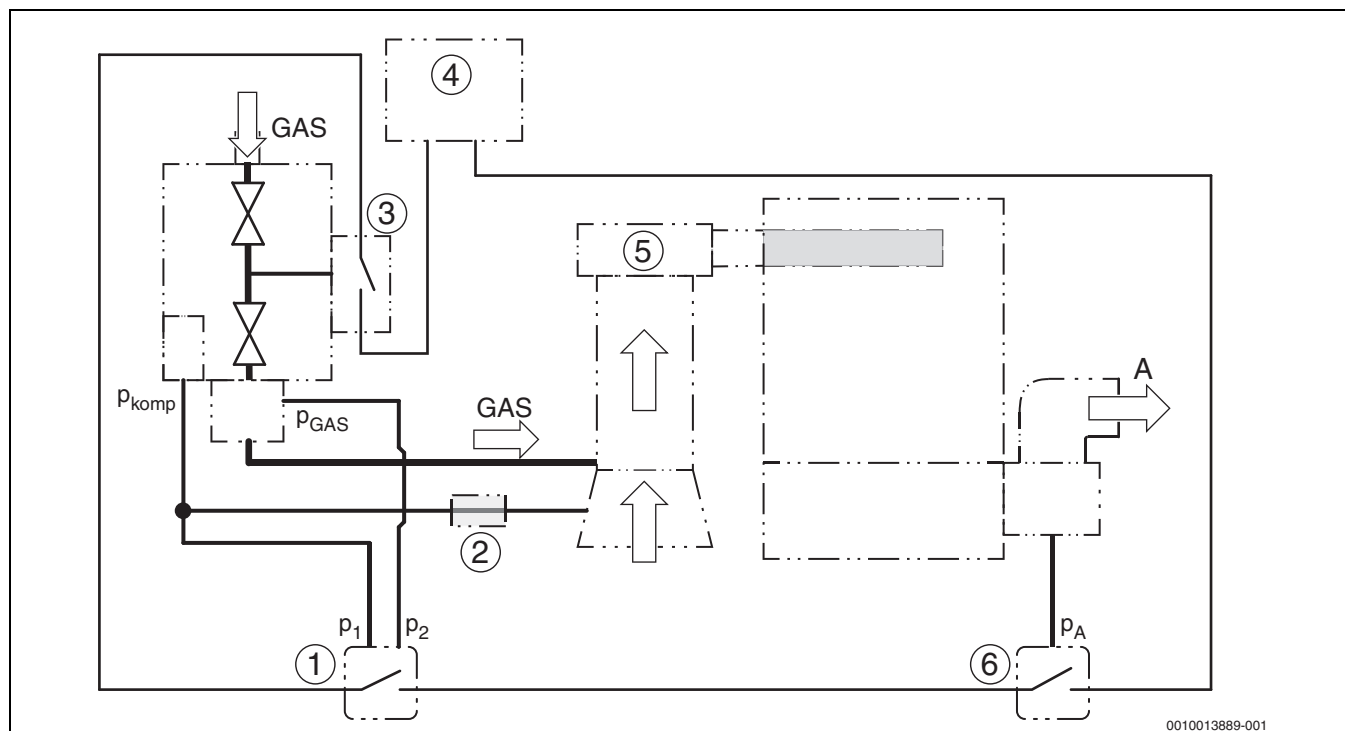 ④
GAS
③
⑤
A
p_komp
p_GAS
GAS
②
p_1
p_2
p_A
①
⑥
0010013889-001